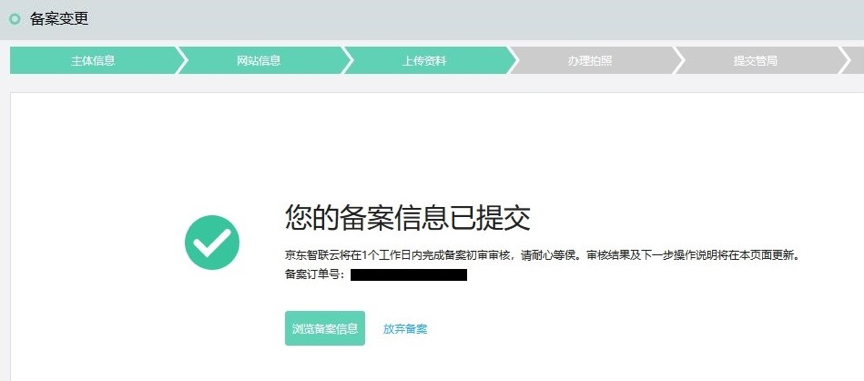 备案变更
主体信息
网站信息
上传资料
办理拍照
提交管局
您的备案信息已提交
京东智联云将在1个工作日内完成备案初审审核，请耐心等侯。审核结果及下一步操作说明将在本页面更新。
备案订单号：
浏览备案信息
放弃备案